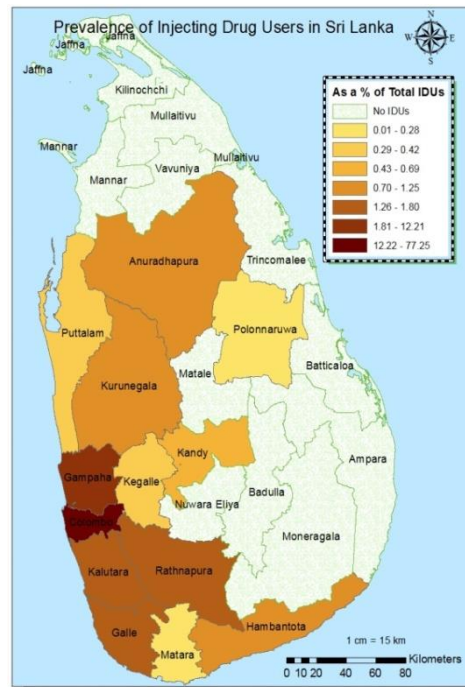 Prevalence of Injecting Drug Users in Sri Lanka
N
W E
S
Jaffna
Jaffna
Jaffna
Jaffna
Kilinochchi
Mullaitivu
Mannar
Mullaitivu
Vavuniya
Mannar
Trincomalee
Anuradhapura
Puttalam
Polonnaruwa
Batticaloa
Matale
Kurunegala
Ampara
Kandy
Gampaha
Kegalle
Badulla
Nuwara Eliya
Colombo
Moneragala
Kalutara
Rathnapura
Hambantota
Galle
Matara
As a % of Total IDUs
No IDUs
0.01 - 0.28
0.29 - 0.42
0.43 - 0.69
0.70 - 1.25
1.26 - 1.80
1.81 - 12.21
12.22 - 77.25
1 cm = 15 km
Kilometers
0 10 20 40 60 80